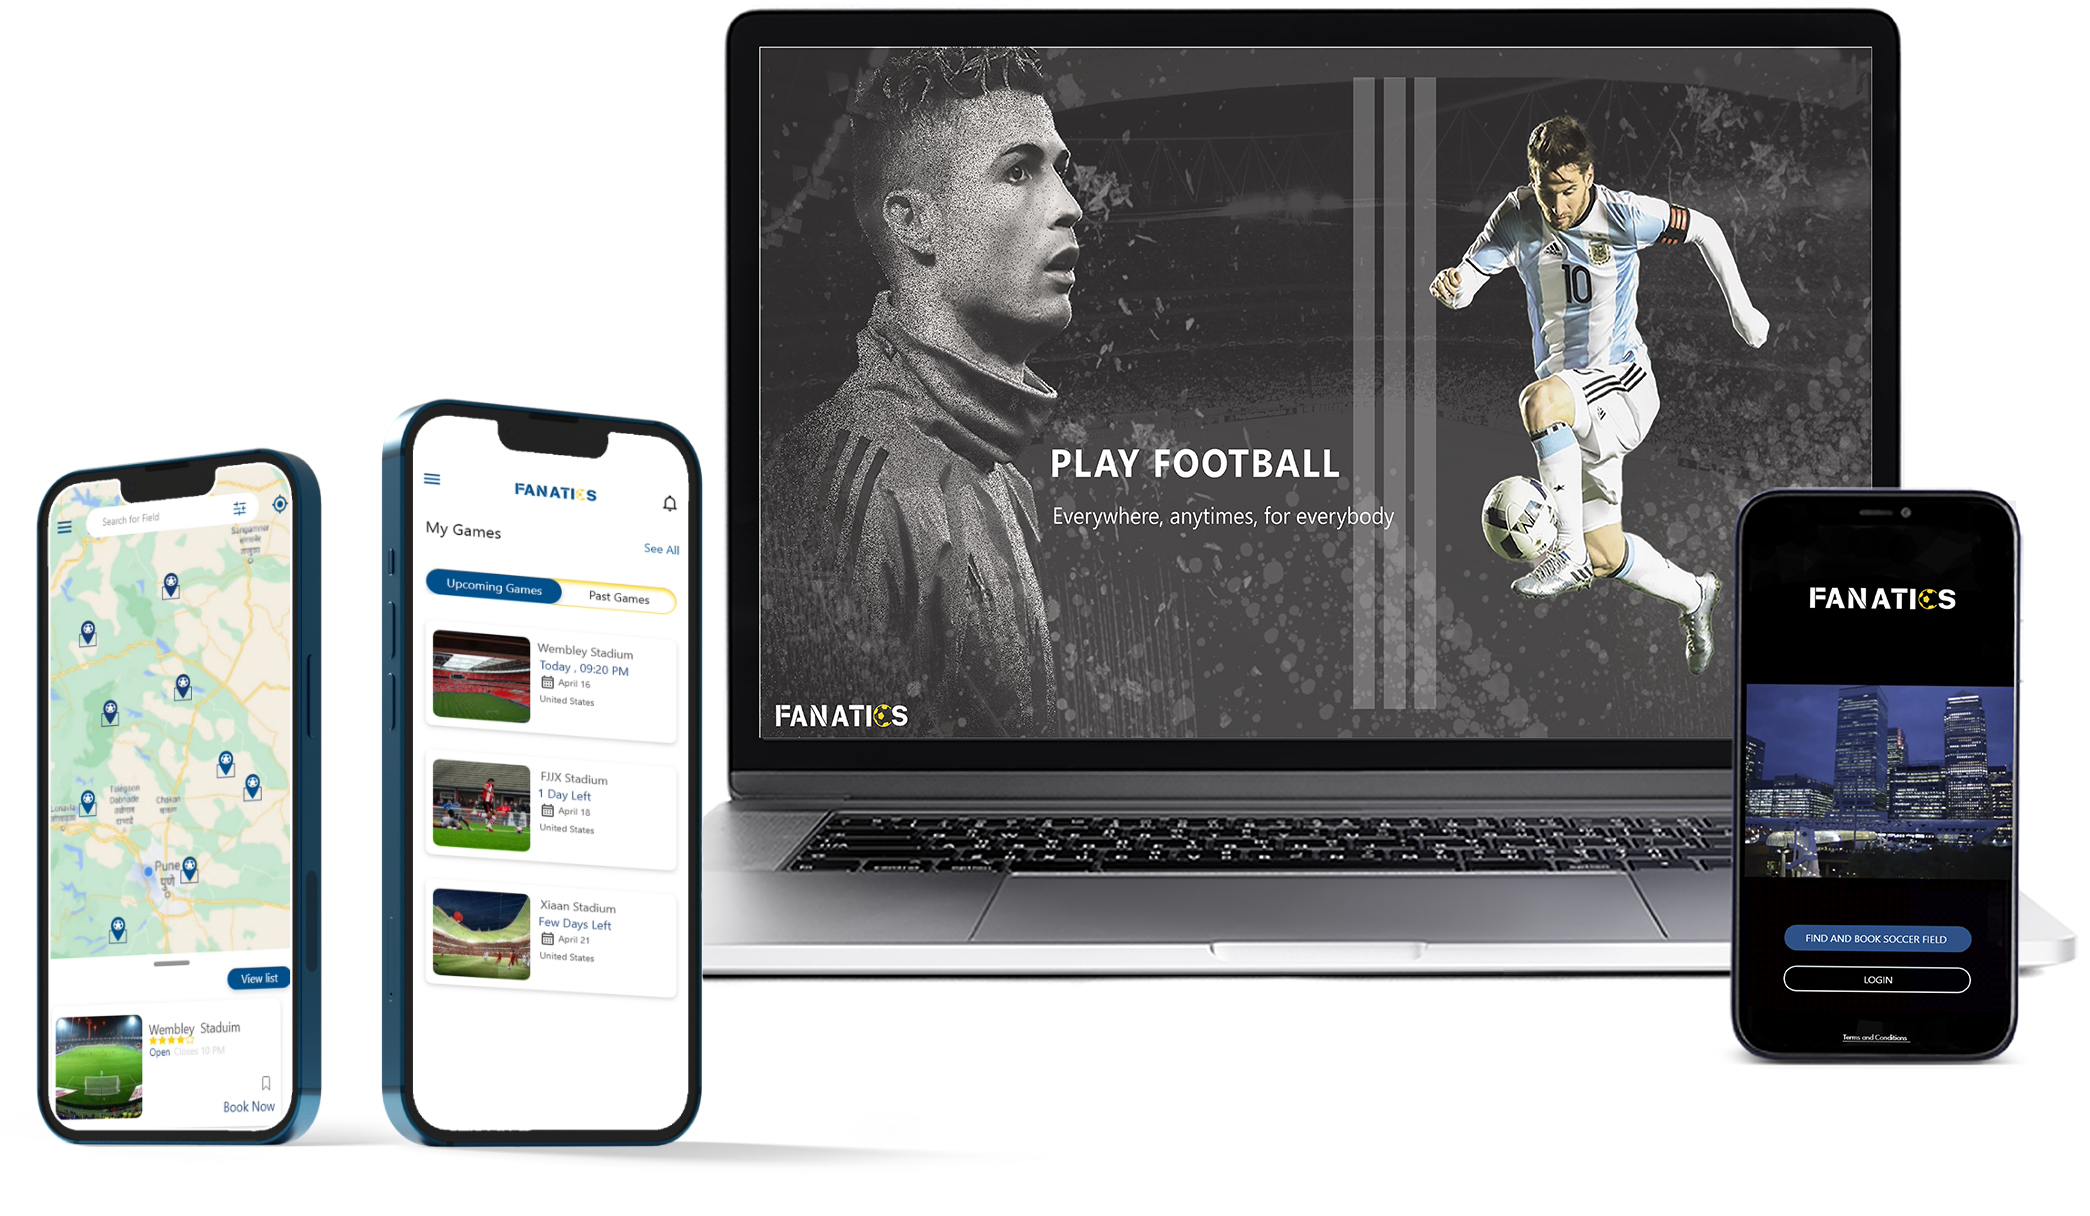 Search for Field
Sangamner
Lonavla
Talegaon
Dabhade
Chakan
Pune
पुणे
View list
Wembley Staduim
Open Closes 10 PM
Book Now
FANATICS
My Games
See All
Upcoming Games
Past Games
Wembley Stadium
Today , 09:20 PM
April 16
United States
FJJX Stadium
1 Day Left
April 18
United States
Xiaan Stadium
Few Days Left
April 21
United States
10
PLAY FOOTBALL
Everywhere, anytimes, for everybody
FANATICS
FANATICS
FIND AND BOOK SOCCER FIELD
LOGIN
Terms and Conditions